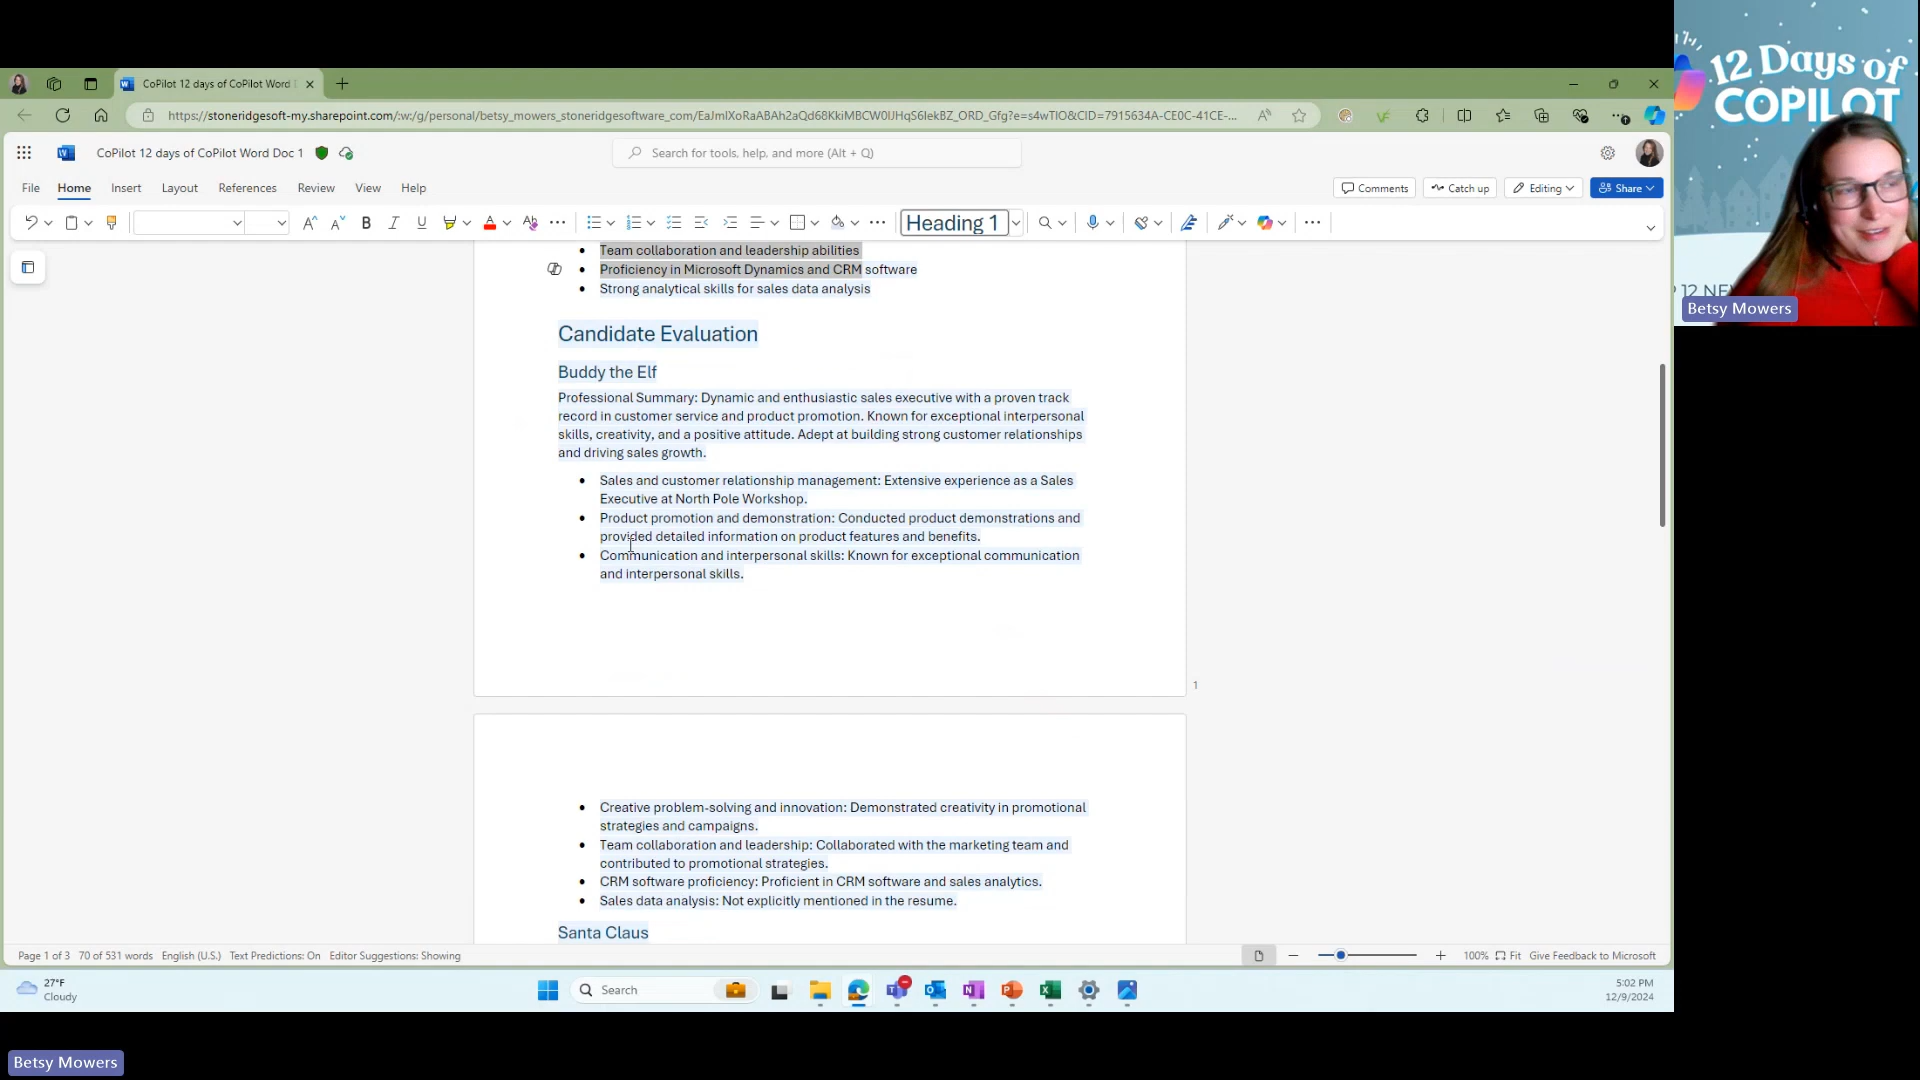 CoPilot 12 days of CoPilot Word
https://stoneridgesoft-my.sharepoint.com/:w:/g/personal/betsy_mowers_stoneridgesoftware_com/EaJmlXoRaABAh2aQd68KkiMBCW0IJHqS6IekBZ_ORD_Gfg?e=s4wTIO&CID=7915634A-CE0C-41CE-...
CoPilot 12 days of CoPilot Word Doc 1
Search for tools, help, and more (Alt + Q)
File Home Insert Layout References Review View Help
Comments Catch up Editing Share
Heading 1
Team collaboration and leadership abilities
Proficiency in Microsoft Dynamics and CRM software
Strong analytical skills for sales data analysis
Candidate Evaluation
Buddy the Elf
Professional Summary: Dynamic and enthusiastic sales executive with a proven track
record in customer service and product promotion. Known for exceptional interpersonal
skills, creativity, and a positive attitude. Adept at building strong customer relationships
and driving sales growth.
Sales and customer relationship management: Extensive experience as a Sales
Executive at North Pole Workshop.
Product promotion and demonstration: Conducted product demonstrations and
provided detailed information on product features and benefits.
Communication and interpersonal skills: Known for exceptional communication
and interpersonal skills.
1
Creative problem-solving and innovation: Demonstrated creativity in promotional
strategies and campaigns.
Team collaboration and leadership: Collaborated with the marketing team and
contributed to promotional strategies.
CRM software proficiency: Proficient in CRM software and sales analytics.
Sales data analysis: Not explicitly mentioned in the resume.
Santa Claus
Page 1 of 3 70 of 531 words English (U.S.) Text Predictions: On Editor Suggestions: Showing
100% Fit Give Feedback to Microsoft
27°F
Cloudy
Search
5:02 PM
12/9/2024
12 Days of
COPILOT
12 NE
Betsy Mowers
Betsy Mowers